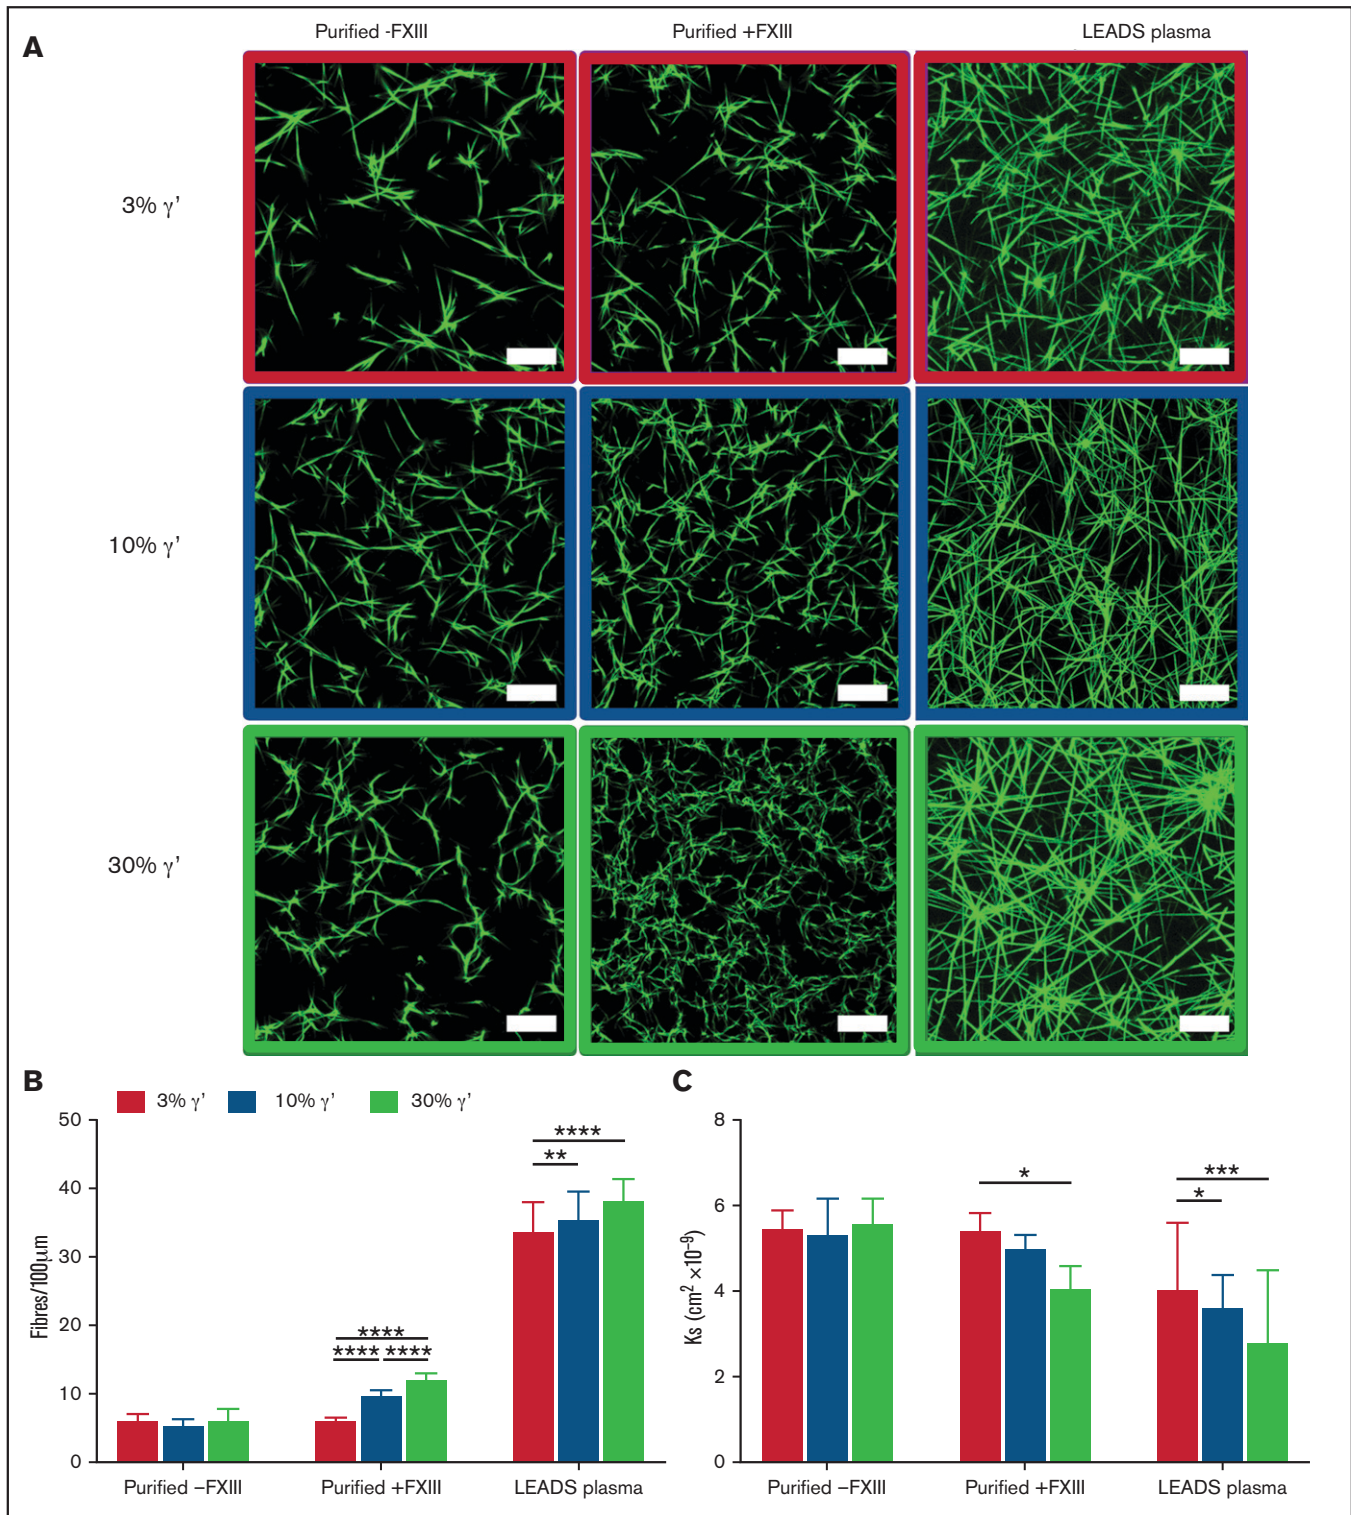 A
Purified -FXIII
Purified +FXIII
LEADS plasma
3% γ'
10% γ'
30% γ'
B
3% γ'
10% γ'
30% γ'
Fibres/100μm
50
40
30
20
10
0
****
**
****
**** ****
Purified –FXIII
Purified +FXIII
LEADS plasma
C
Ks (cm² ×10⁻⁹)
8
6
4
2
0
*
***
*
Purified –FXIII
Purified +FXIII
LEADS plasma